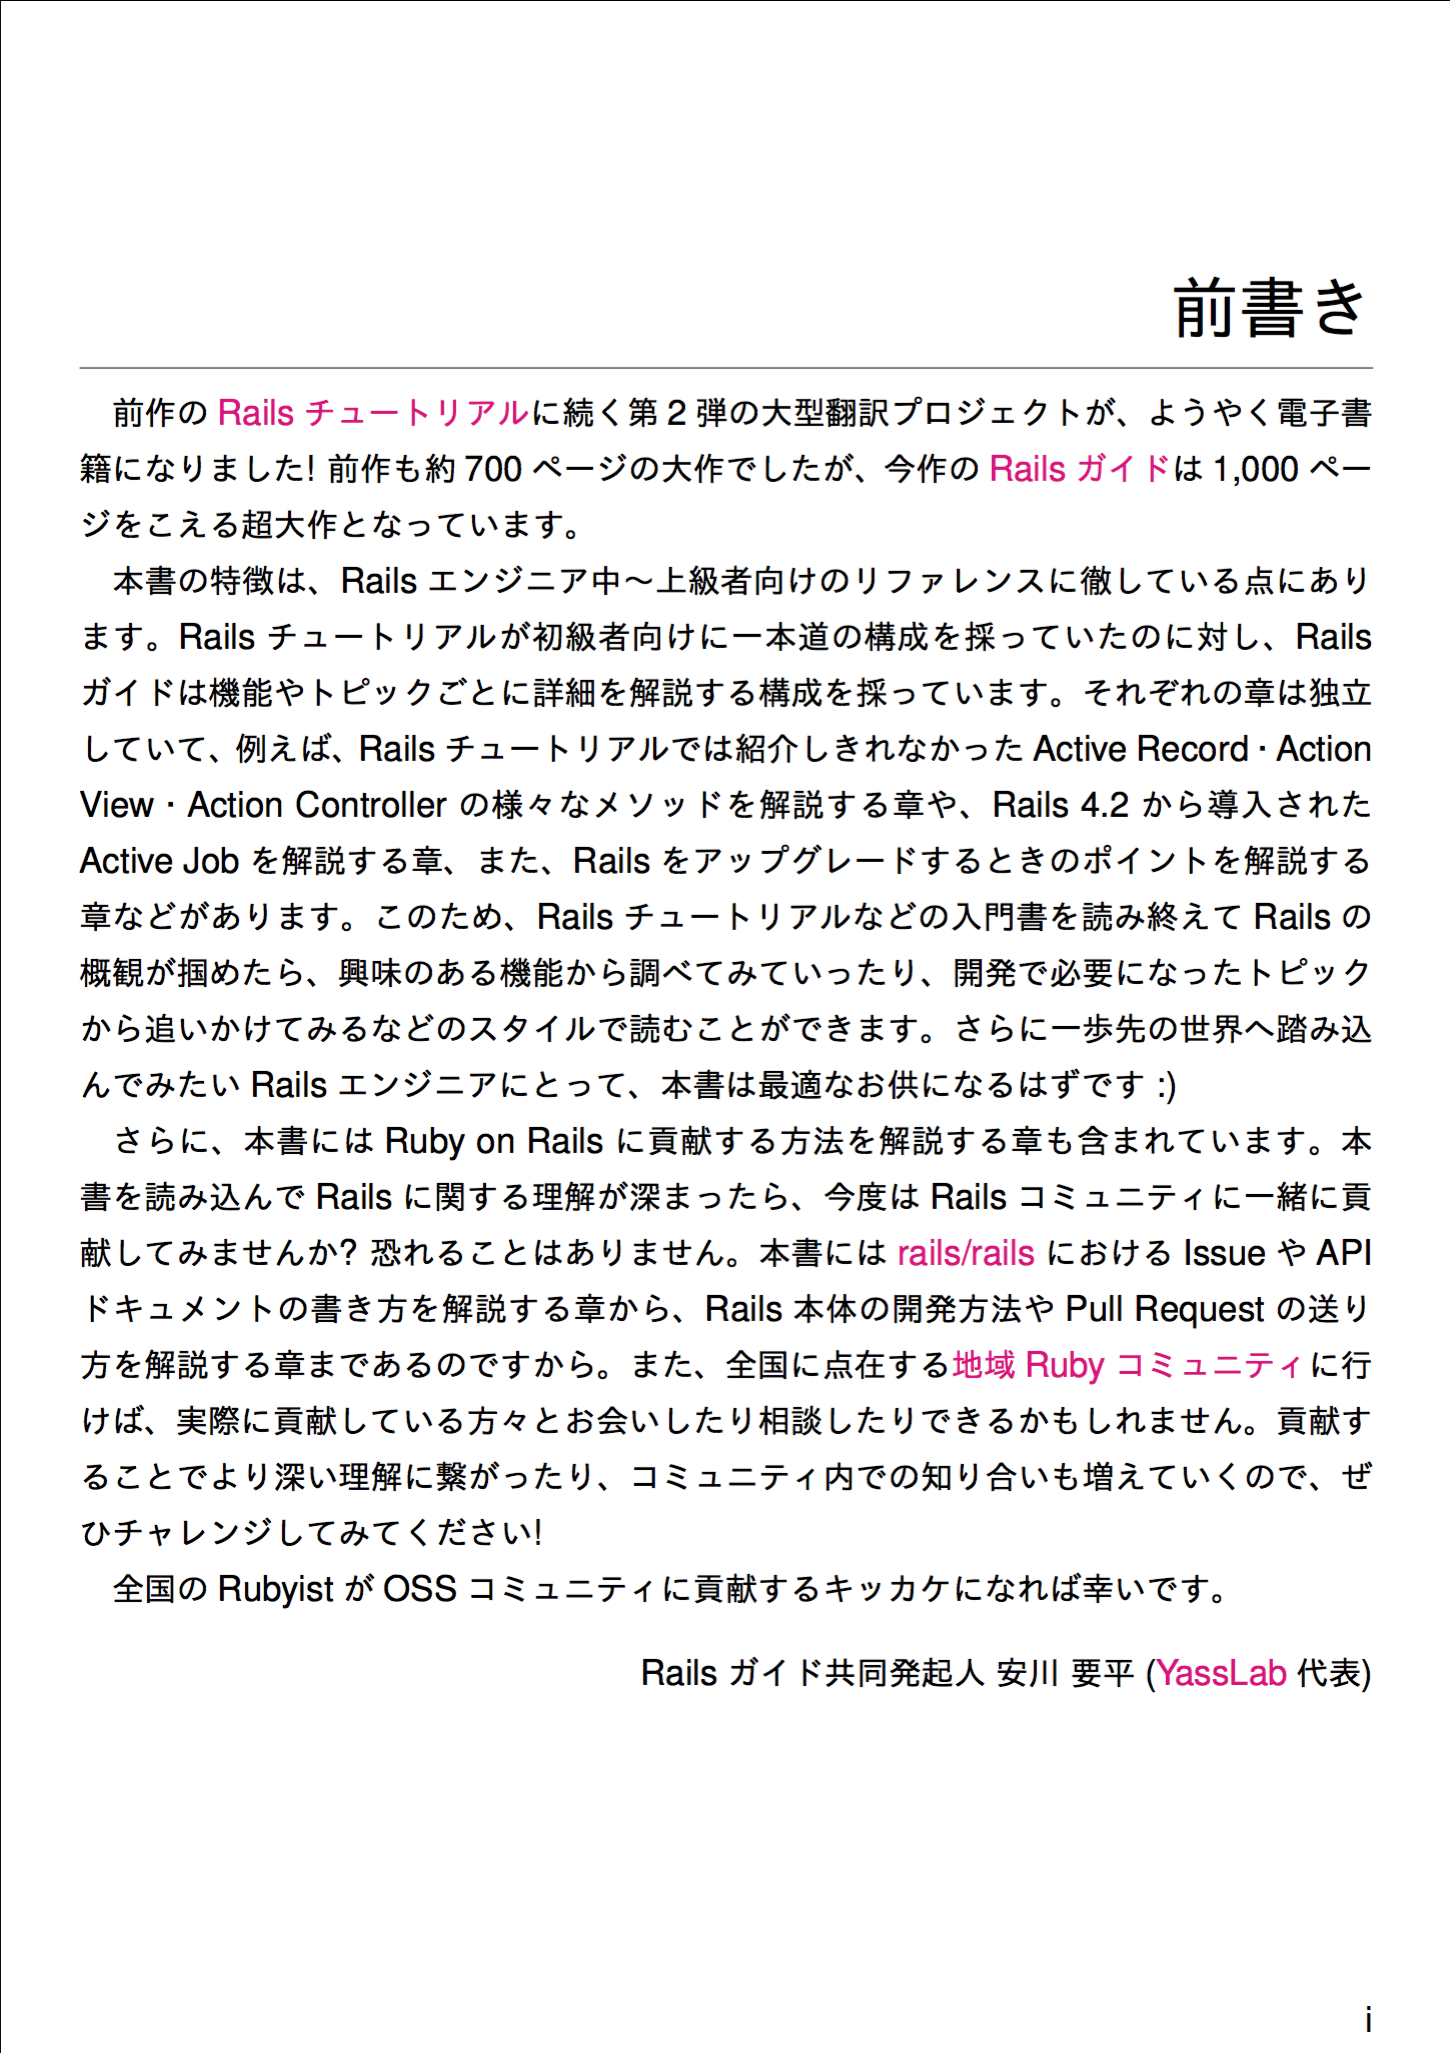 前書き
前作の Rails チュートリアルに続く第 2 弾の大型翻訳プロジェクトが、ようやく電子書
籍になりました! 前作も約 700 ページの大作でしたが、今作の Rails ガイドは 1,000 ペー
ジをこえる超大作となっています。
本書の特徴は、Rails エンジニア中〜上級者向けのリファレンスに徹している点にあり
ます。Rails チュートリアルが初級者向けに一本道の構成を採っていたのに対し、Rails
ガイドは機能やトピックごとに詳細を解説する構成を採っています。それぞれの章は独立
していて、例えば、Rails チュートリアルでは紹介しきれなかった Active Record · Action
View · Action Controller の様々なメソッドを解説する章や、Rails 4.2 から導入された
Active Job を解説する章、また、Rails をアップグレードするときのポイントを解説する
章などがあります。このため、Rails チュートリアルなどの入門書を読み終えて Rails の
概観が掴めたら、興味のある機能から調べてみていったり、開発で必要になったトピック
から追いかけてみるなどのスタイルで読むことができます。さらに一歩先の世界へ踏み込
んでみたい Rails エンジニアにとって、本書は最適なお供になるはずです :)
さらに、本書には Ruby on Rails に貢献する方法を解説する章も含まれています。本
書を読み込んで Rails に関する理解が深まったら、今度は Rails コミュニティに一緒に貢
献してみませんか? 恐れることはありません。本書には rails/rails における Issue や API
ドキュメントの書き方を解説する章から、Rails 本体の開発方法や Pull Request の送り
方を解説する章まであるのですから。また、全国に点在する地域 Ruby コミュニティに行
けば、実際に貢献している方々とお会いしたり相談したりできるかもしれません。貢献す
ることでより深い理解に繋がったり、コミュニティ内での知り合いも増えていくので、ぜ
ひチャレンジしてみてください!
全国の Rubyist が OSS コミュニティに貢献するキッカケになれば幸いです。
Rails ガイド共同発起人 安川 要平 (YassLab 代表)
i